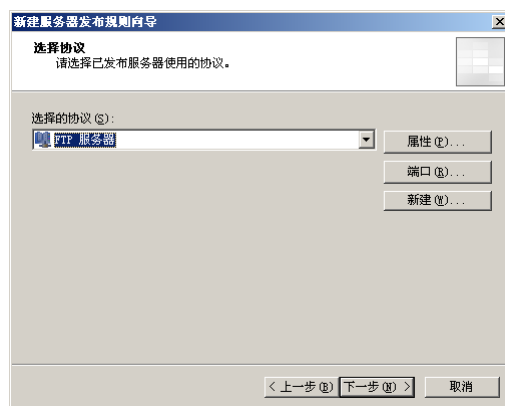 新建服务器发布规则向导
选择协议
请选择已发布服务器使用的协议。
选择的协议(S):
FTP 服务器
属性(P)...
端口(R)...
新建(W)...
< 上一步(B)
下一步(N) >
取消